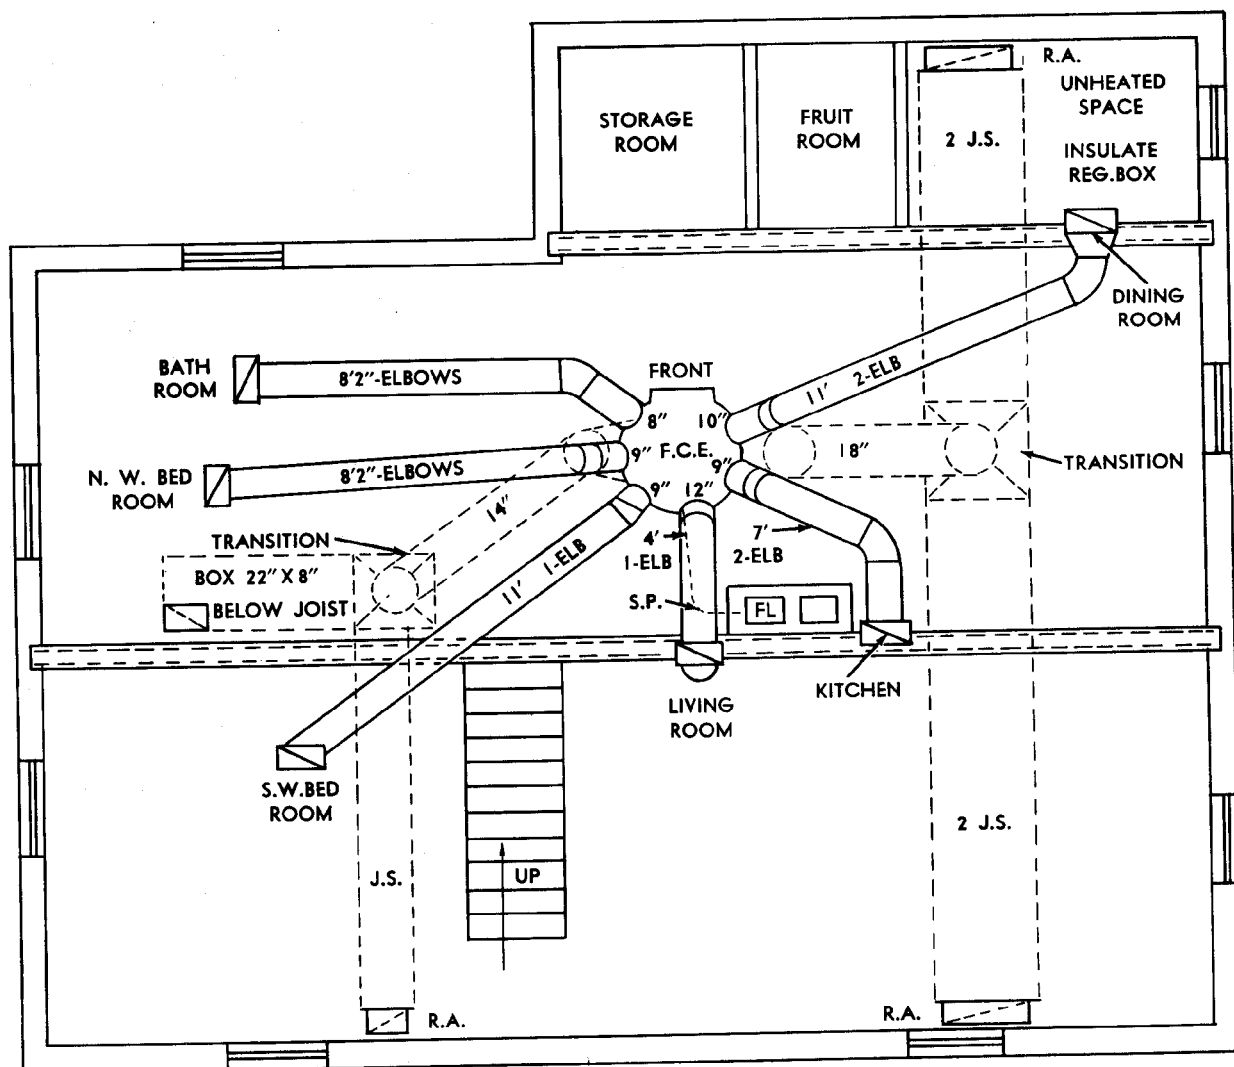 R.A.
UNHEATED
SPACE
STORAGE
ROOM
FRUIT
ROOM
2 J.S.
INSULATE
REG.BOX
DINING
ROOM
BATH
ROOM
8'2"-ELBOWS
FRONT
11' 2-ELB
8"
10"
9"
F.C.E.
9"
18"
TRANSITION
N. W. BED
ROOM
8'2"-ELBOWS
9"
12"
14"
TRANSITION
11' 1-ELB
4'
1-ELB
7'
2-ELB
BOX 22" X 8"
BELOW JOIST
S.P.
FL
KITCHEN
LIVING
ROOM
S.W.BED
ROOM
2 J.S.
J.S.
UP
R.A.
R.A.